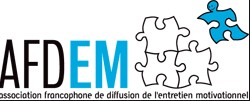 AFDEM
association francophone de diffusion de l'entretien motivationnel